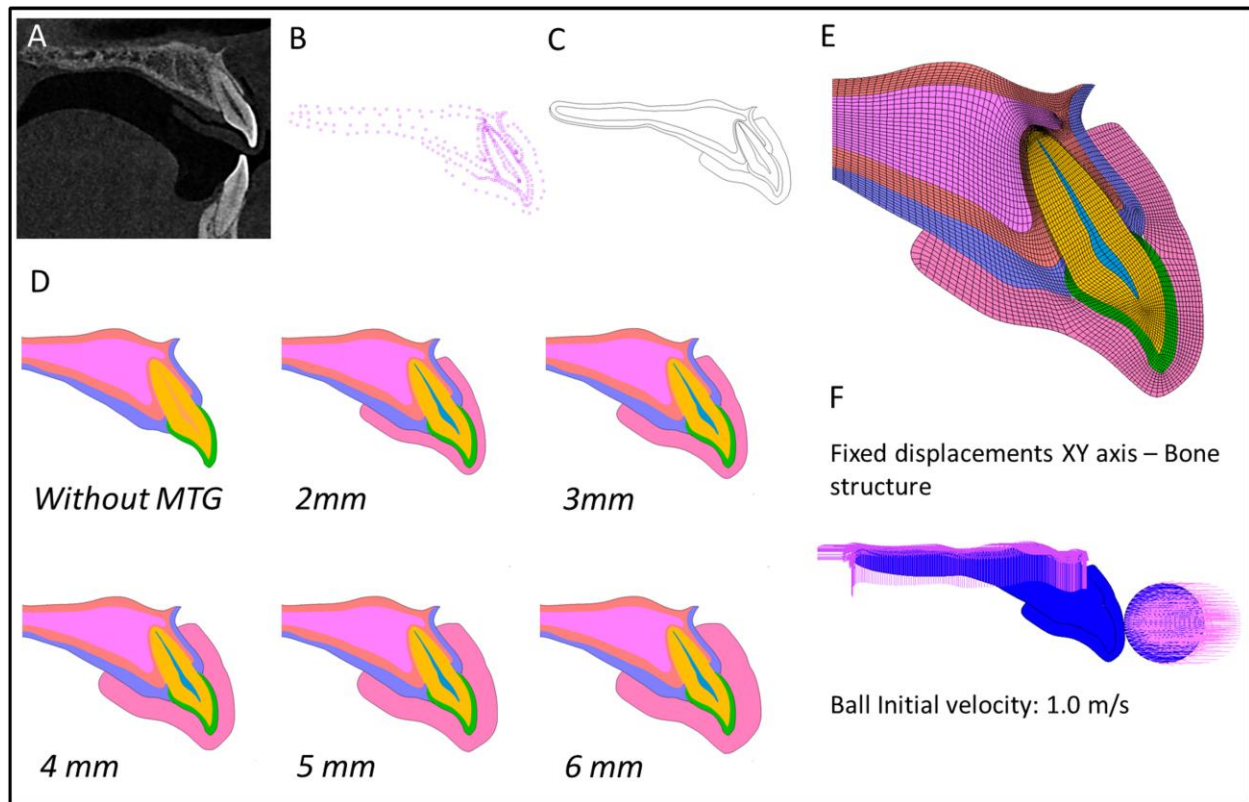 A
B
C
E
D
Without MTG
2mm
3mm
4 mm
5 mm
6 mm
F
Fixed displacements XY axis – Bone
structure
Ball Initial velocity: 1.0 m/s